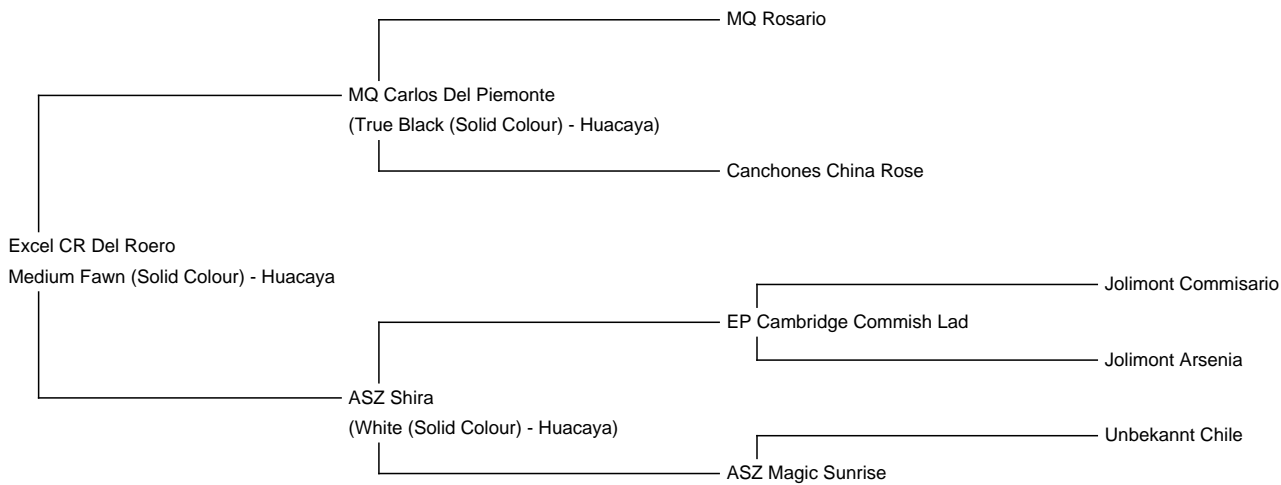 MQ Rosario
MQ Carlos Del Piemonte
(True Black (Solid Colour) - Huacaya)
Canchones China Rose
Excel CR Del Roero
Medium Fawn (Solid Colour) - Huacaya
Jolimont Commisario
EP Cambridge Commish Lad
Jolimont Arsenia
ASZ Shira
(White (Solid Colour) - Huacaya)
Unbekannt Chile
ASZ Magic Sunrise